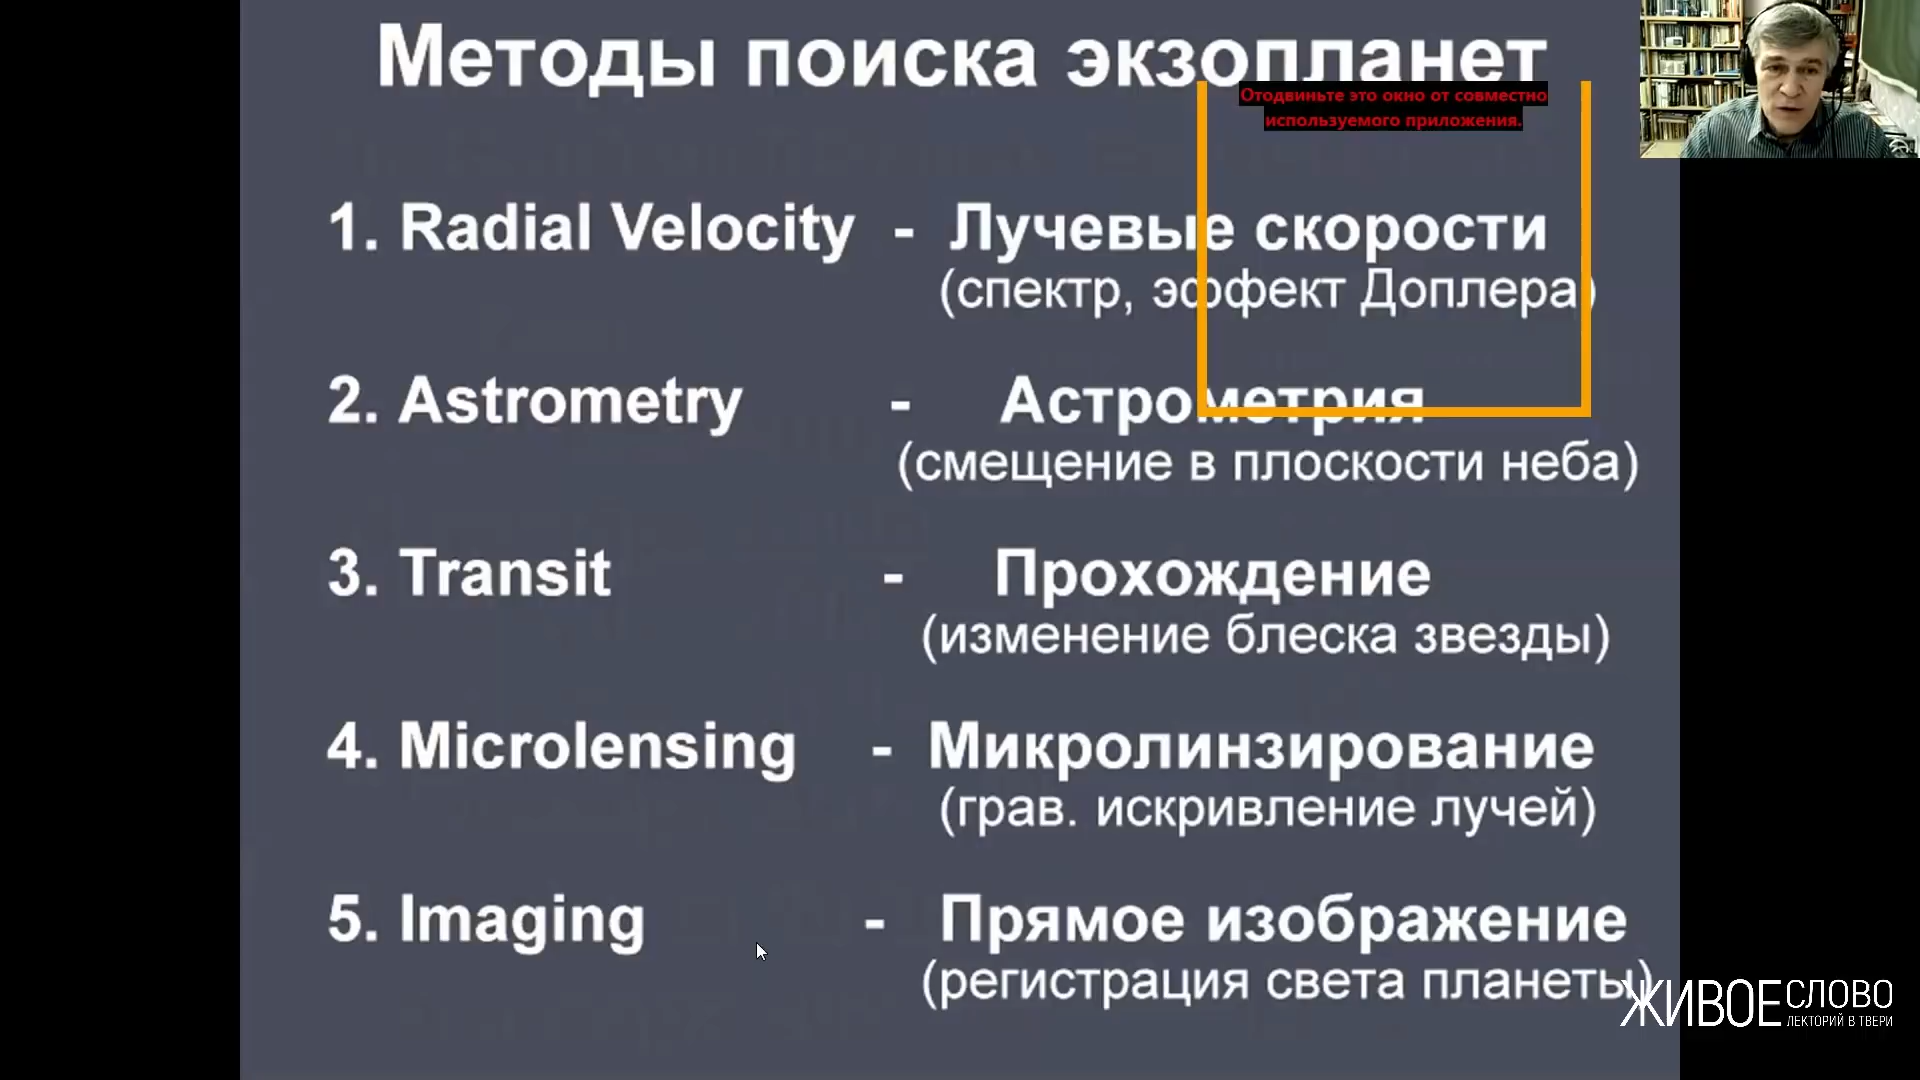 Методы поиска экзопланет
Отодвиньте это окно от совместно
используемого приложения.
1. Radial Velocity - Лучевые скорости
(спектр, эффект Доплера)
2. Astrometry - Астрометрия
(смещение в плоскости неба)
3. Transit - Прохождение
(изменение блеска звезды)
4. Microlensing - Микролинзирование
(грав. искривление лучей)
5. Imaging - Прямое изображение
(регистрация света планеты)
ЖИВОЕ СЛОВО
ЛЕКТОРИЙ В ТВЕРИ